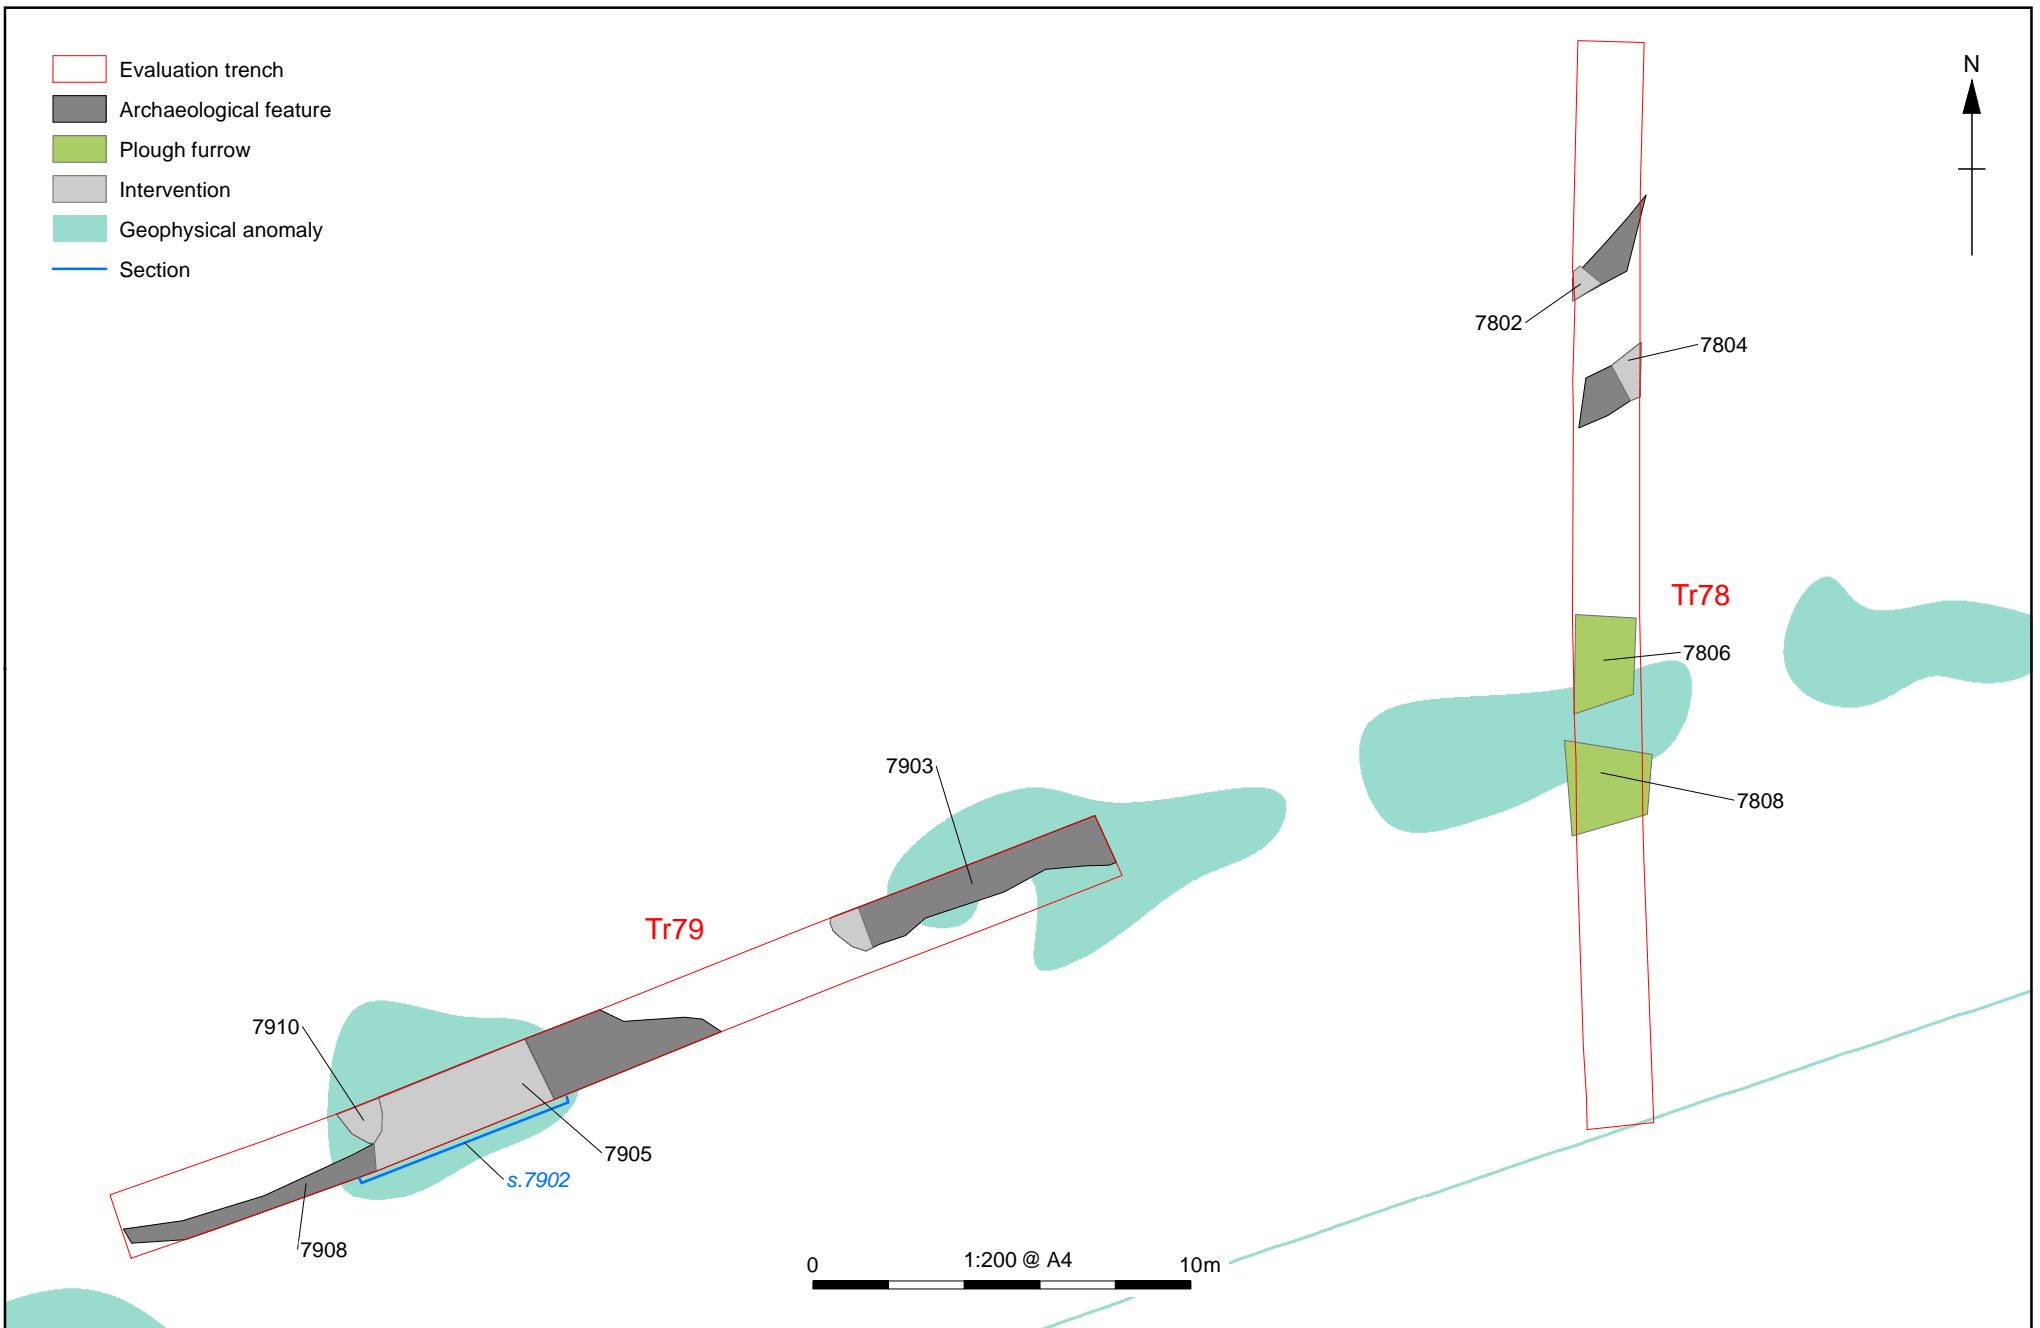 Evaluation trench
Archaeological feature
Plough furrow
Intervention
Geophysical anomaly
Section
N
7802
7804
Tr78
7806
7903
7808
Tr79
7910
7905
s.7902
7908
0 1:200 @ A4 10m